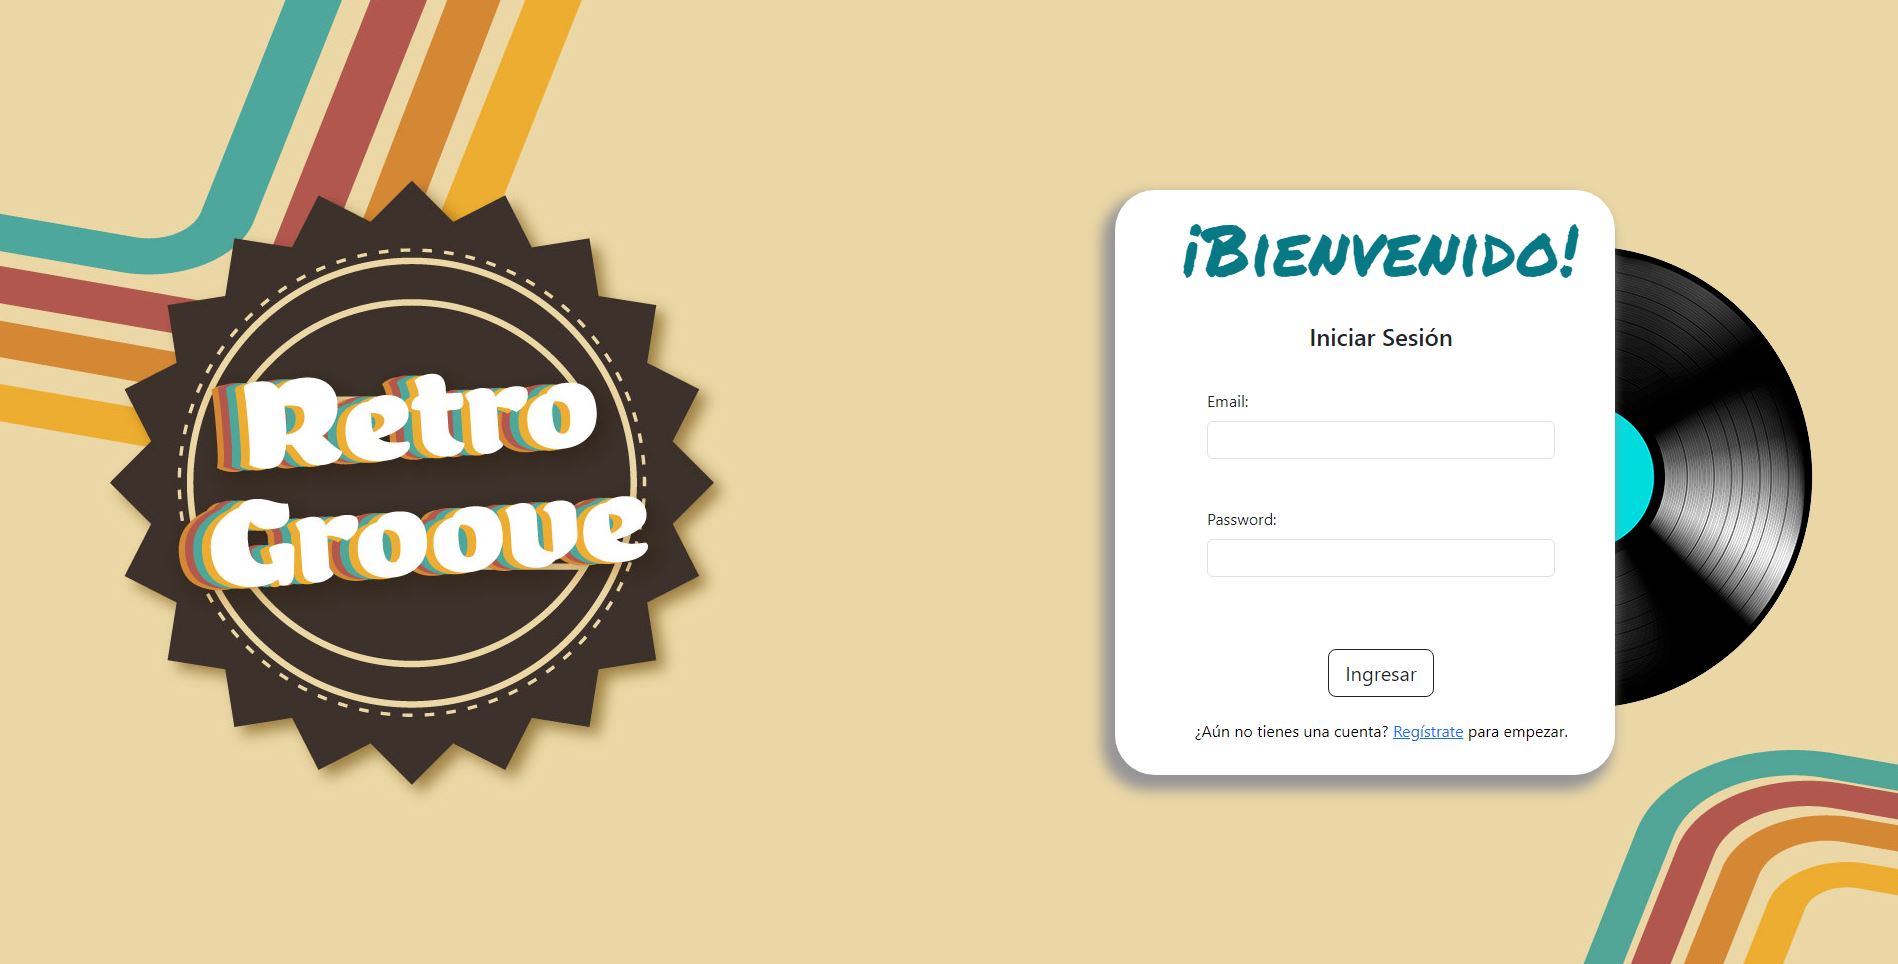 Retro
Groove
¡BIENVENIDO!
Iniciar Sesión
Email:
Password:
Ingresar
¿Aún no tienes una cuenta? Regístrate para empezar.